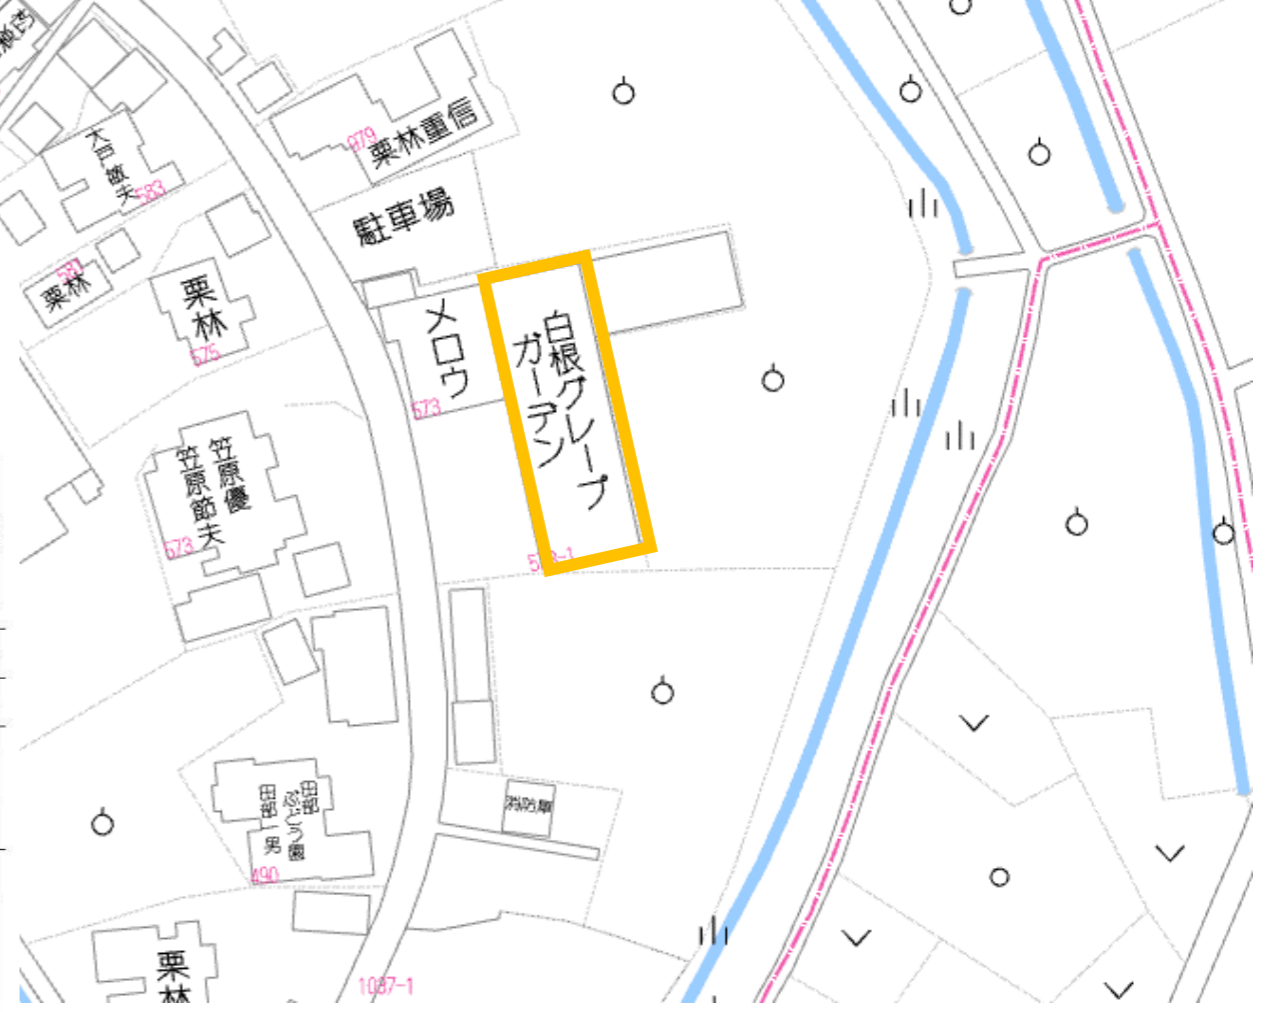 979
栗林重信
大戸敏夫
583
駐車場
581
栗林
栗林
575
メロウ
573
白根グレープ
ガーデン
笠原優
笠原節夫
573
消防庫
田部
ぶどう園
田部一男
490
栗林
1037-1